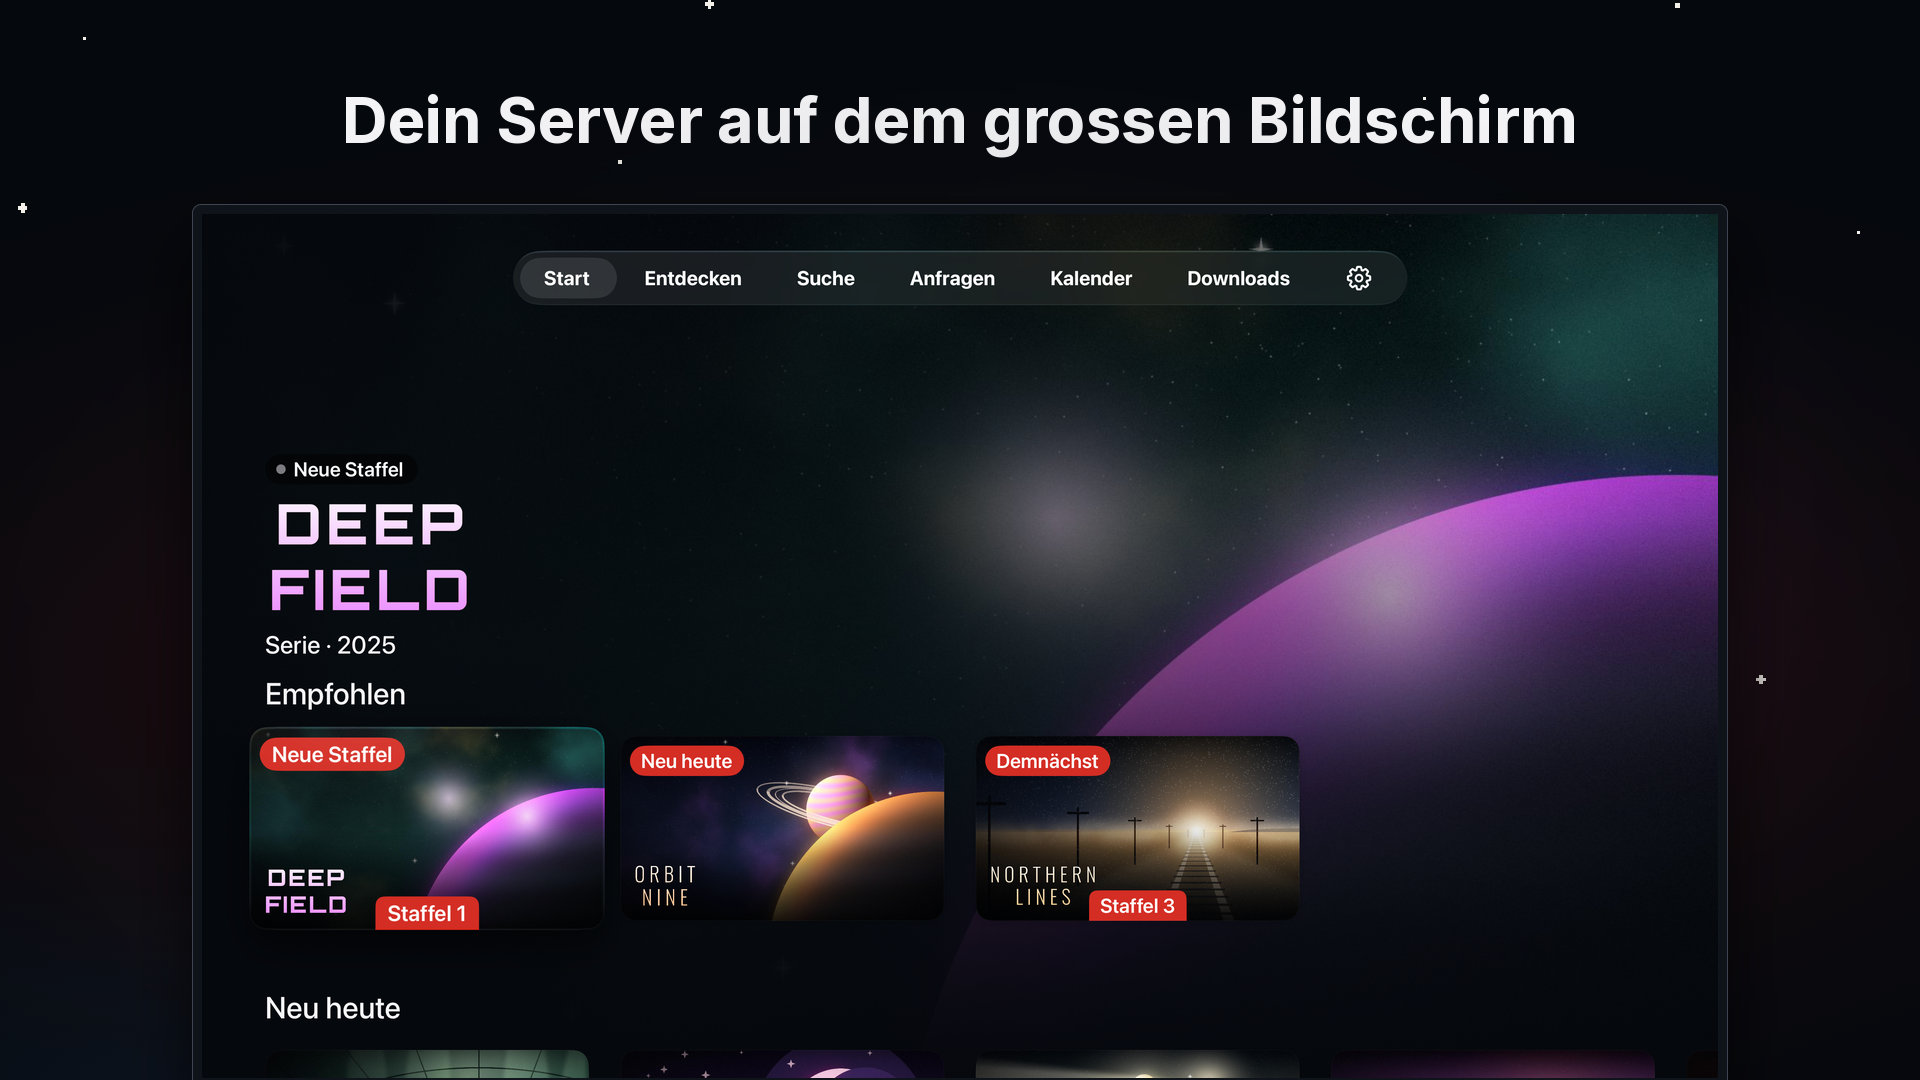 Dein Server auf dem grossen Bildschirm
Start Entdecken Suche Anfragen Kalender Downloads
Neue Staffel
DEEP
FIELD
Serie · 2025
Empfohlen
Neue Staffel
DEEP
FIELD
Staffel 1
Neu heute
ORBIT
NINE
Demnächst
NORTHERN
LINES
Staffel 3
Neu heute